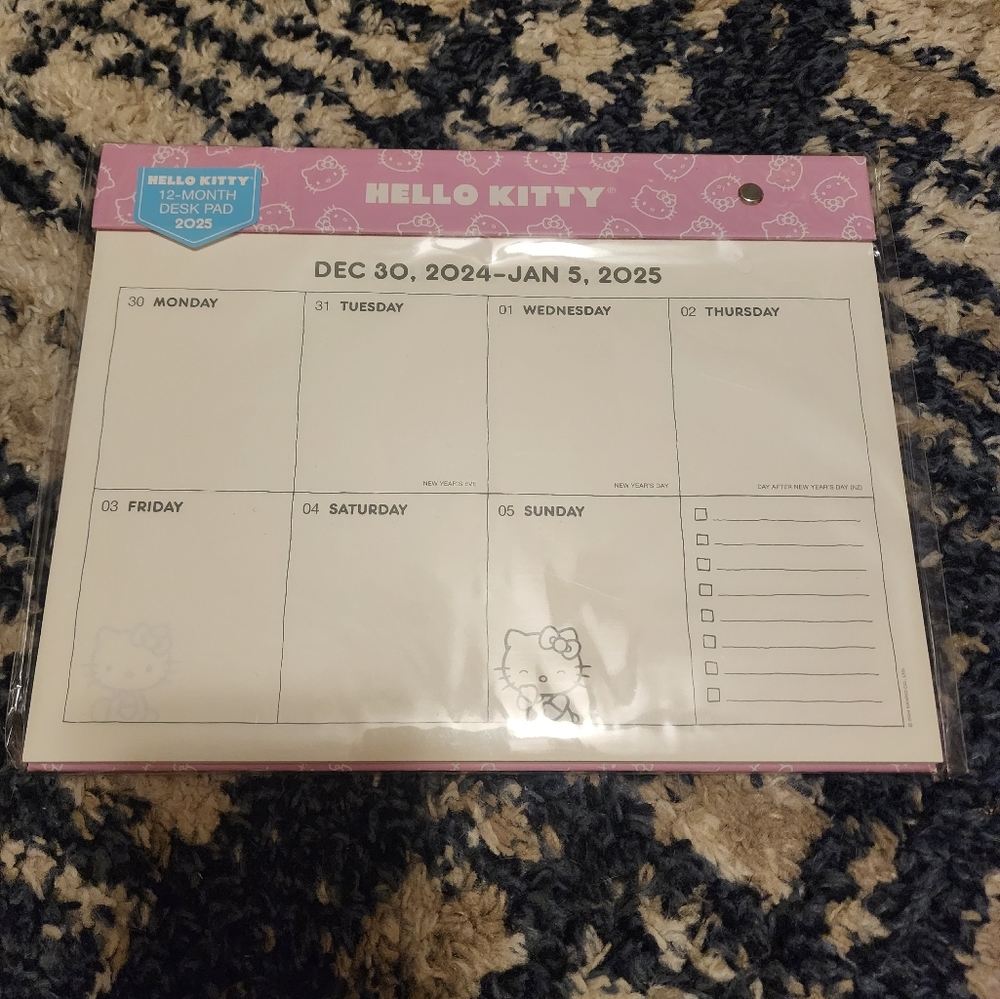 HELLO KITTY
12-MONTH
DESK PAD
2025
HELLO KITTY®
DEC 30, 2024–JAN 5, 2025
30 MONDAY
31 TUESDAY
NEW YEAR'S EVE
01 WEDNESDAY
NEW YEAR'S DAY
02 THURSDAY
DAY AFTER NEW YEAR'S DAY (NZ)
03 FRIDAY
04 SATURDAY
05 SUNDAY